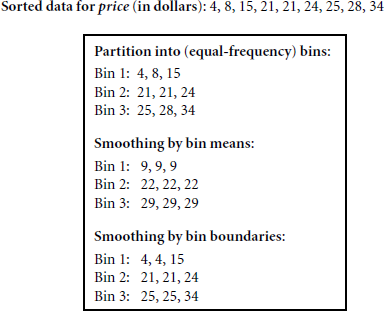 Sorted data for price (in dollars): 4, 8, 15, 21, 21, 24, 25, 28, 34
Partition into (equal-frequency) bins:
Bin 1: 4, 8, 15
Bin 2: 21, 21, 24
Bin 3: 25, 28, 34
Smoothing by bin means:
Bin 1: 9, 9, 9
Bin 2: 22, 22, 22
Bin 3: 29, 29, 29
Smoothing by bin boundaries:
Bin 1: 4, 4, 15
Bin 2: 21, 21, 24
Bin 3: 25, 25, 34